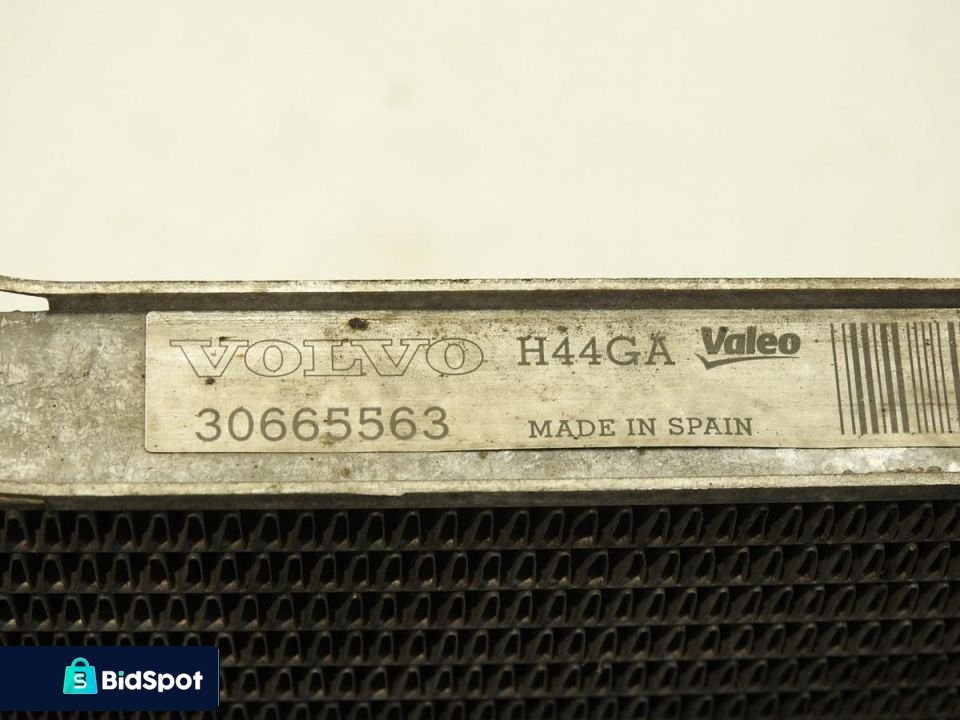 VOLVO H44GA Valeo
30665563 MADE IN SPAIN
BidSpot